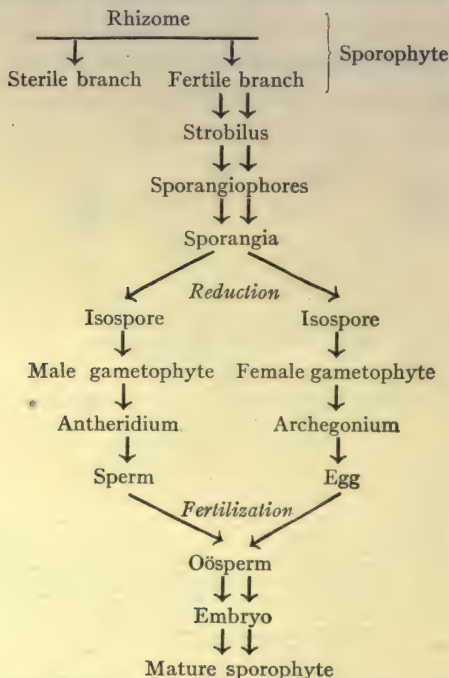 Rhizome
Sporophyte
Sterile branch Fertile branch
Strobilus
Sporangiophores
Sporangia
Reduction
Isospore Isospore
Male gametophyte Female gametophyte
Antheridium Archegonium
Sperm Egg
Fertilization
Oösperm
Embryo
Mature sporophyte